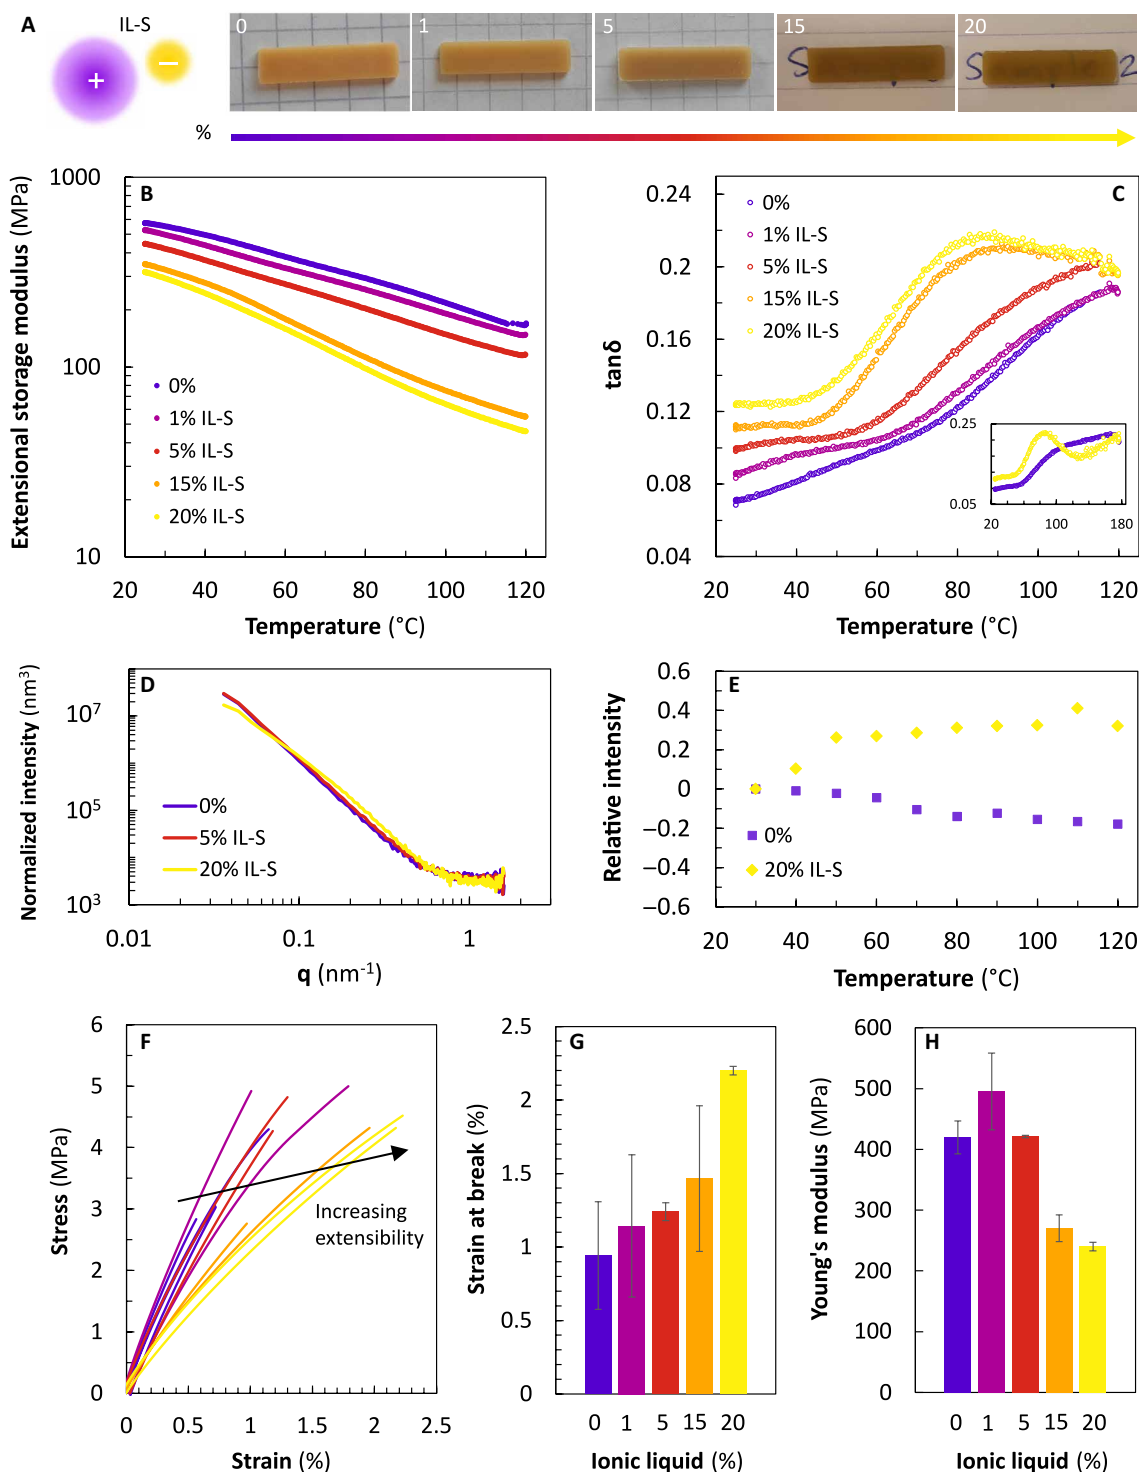 A
IL-S
+
–
0
1
5
15
20
S
S
2
%
B
Extensional storage modulus (MPa)
1000
100
10
0%
1% IL-S
5% IL-S
15% IL-S
20% IL-S
20 40 60 80 100 120
Temperature (°C)
C
tanδ
0.24
0.2
0.16
0.12
0.08
0.04
0%
1% IL-S
5% IL-S
15% IL-S
20% IL-S
0.25
0.05
20 100 180
20 40 60 80 100 120
Temperature (°C)
D
Normalized intensity (nm³)
10⁷
10⁵
10³
0%
5% IL-S
20% IL-S
0.01 0.1 1
q (nm⁻¹)
E
Relative intensity
0.6
0.4
0.2
0
–0.2
–0.4
–0.6
0%
20% IL-S
20 40 60 80 100 120
Temperature (°C)
F
Stress (MPa)
6
5
4
3
2
1
0
Increasing
extensibility
0 0.5 1 1.5 2 2.5
Strain (%)
G
Strain at break (%)
2.5
2
1.5
1
0.5
0
0 1 5 15 20
Ionic liquid (%)
H
Young's modulus (MPa)
600
500
400
300
200
100
0
0 1 5 15 20
Ionic liquid (%)